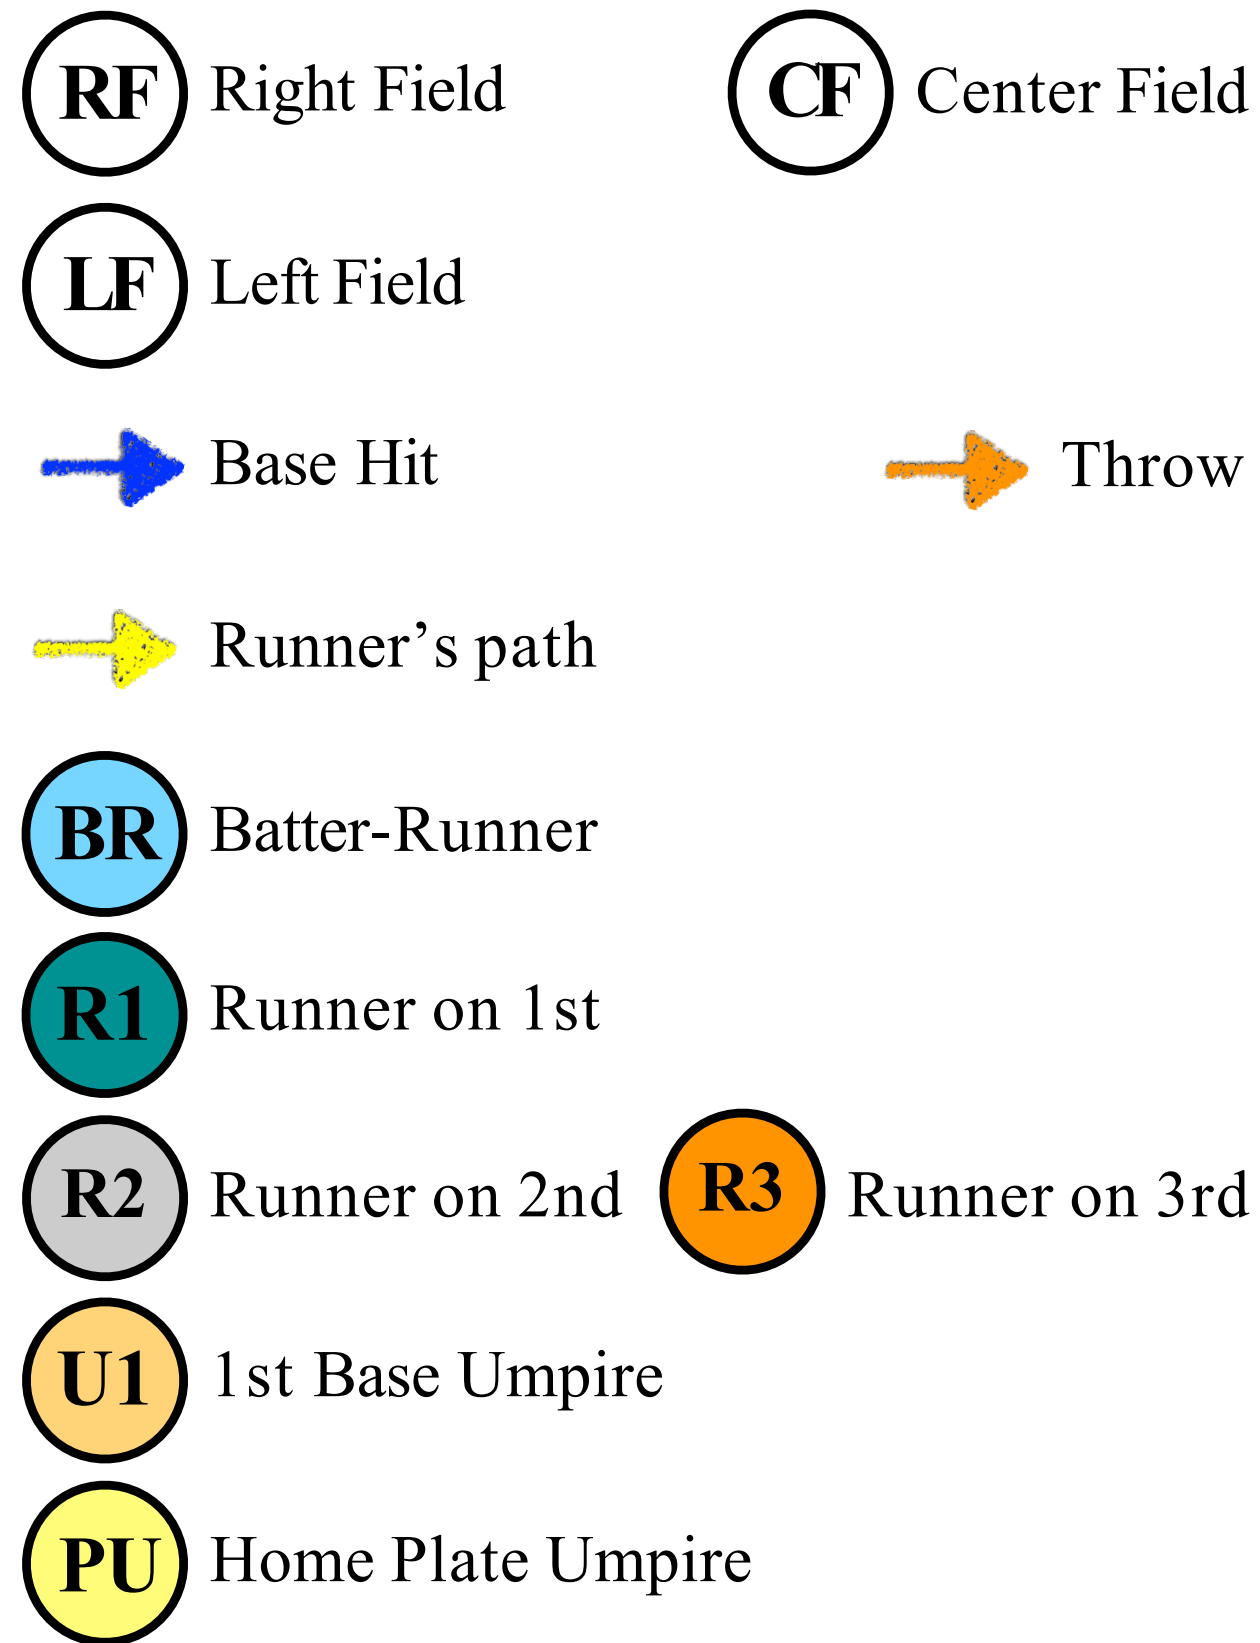 RF Right Field CF Center Field
LF Left Field
Base Hit Throw
Runner’s path
BR Batter-Runner
R1 Runner on 1st
R2 Runner on 2nd R3 Runner on 3rd
U1 1st Base Umpire
PU Home Plate Umpire